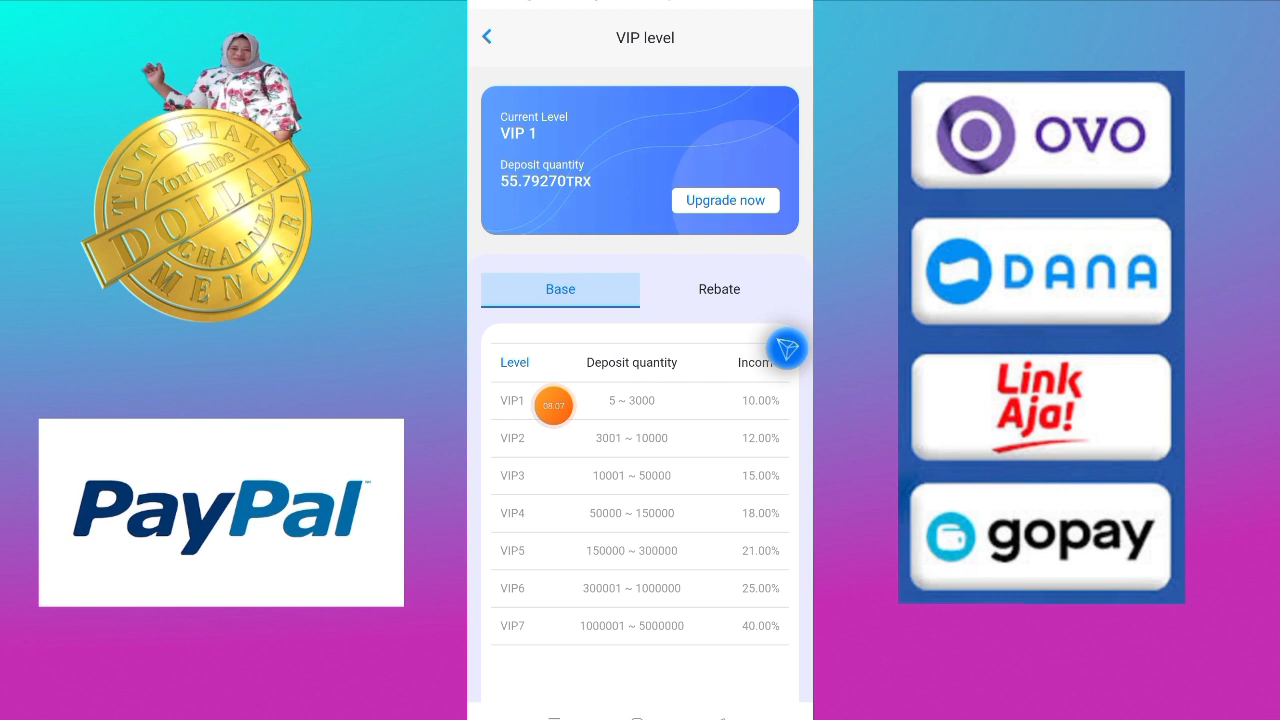 TUTORIAL
YouTube
DOLLAR
CHANNEL
MENCARI
PayPal™
VIP level
Current Level
VIP 1
Deposit quantity
55.79270TRX
Upgrade now
Base
Rebate
Level Deposit quantity
VIP1 5 ~ 3000 10.00%
08:07
VIP2 3001 ~ 10000 12.00%
VIP3 10001 ~ 50000 15.00%
VIP4 50000 ~ 150000 18.00%
VIP5 150000 ~ 300000 21.00%
VIP6 300001 ~ 1000000 25.00%
VIP7 1000001 ~ 5000000 40.00%
OVO
DANA
Link
Aja!
gopay